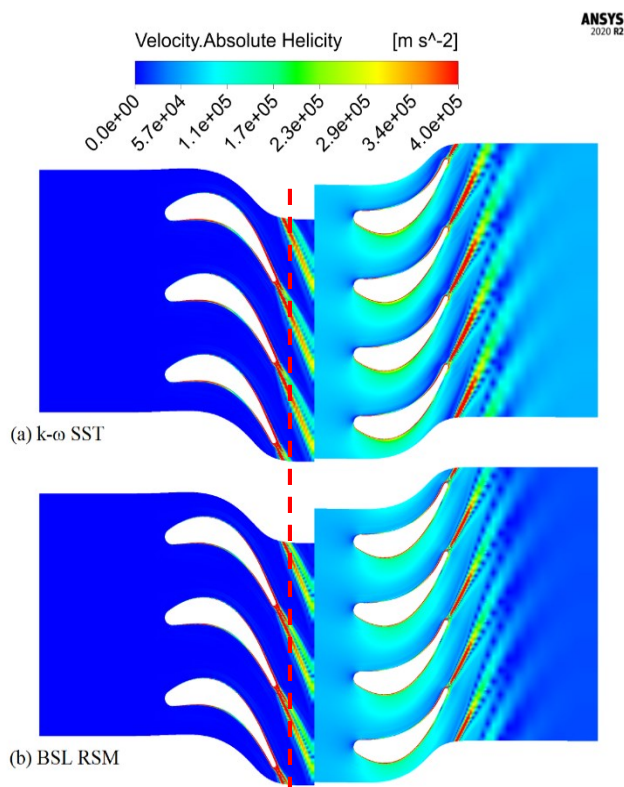 ANSYS
2020 R2
Velocity.Absolute Helicity [m s^-2]
0.0e+00 5.7e+04 1.1e+05 1.7e+05 2.3e+05 2.9e+05 3.4e+05 4.0e+05
(a) k-ω SST
(b) BSL RSM